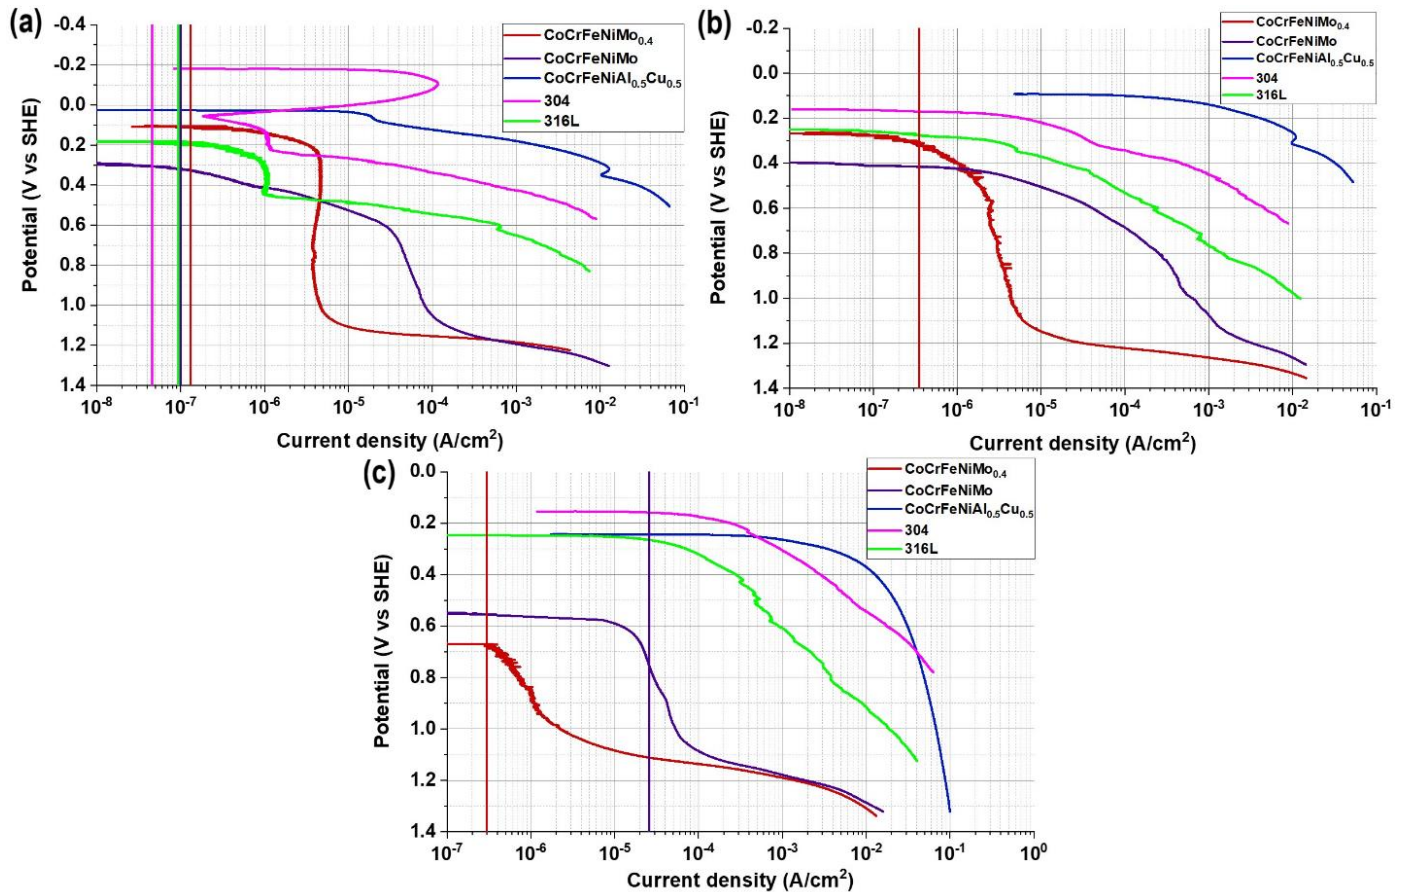 (a)
Potential (V vs SHE)
-0.4
-0.2
0.0
0.2
0.4
0.6
0.8
1.0
1.2
1.4
10⁻⁸ 10⁻⁷ 10⁻⁶ 10⁻⁵ 10⁻⁴ 10⁻³ 10⁻² 10⁻¹
Current density (A/cm²)
CoCrFeNiMo₀.₄
CoCrFeNiMo
CoCrFeNiAl₀.₅Cu₀.₅
304
316L
(b)
Potential (V vs SHE)
-0.2
0.0
0.2
0.4
0.6
0.8
1.0
1.2
1.4
10⁻⁸ 10⁻⁷ 10⁻⁶ 10⁻⁵ 10⁻⁴ 10⁻³ 10⁻² 10⁻¹
Current density (A/cm²)
CoCrFeNiMo₀.₄
CoCrFeNiMo
CoCrFeNiAl₀.₅Cu₀.₅
304
316L
(c)
Potential (V vs SHE)
0.0
0.2
0.4
0.6
0.8
1.0
1.2
1.4
10⁻⁷ 10⁻⁶ 10⁻⁵ 10⁻⁴ 10⁻³ 10⁻² 10⁻¹ 10⁰
Current density (A/cm²)
CoCrFeNiMo₀.₄
CoCrFeNiMo
CoCrFeNiAl₀.₅Cu₀.₅
304
316L